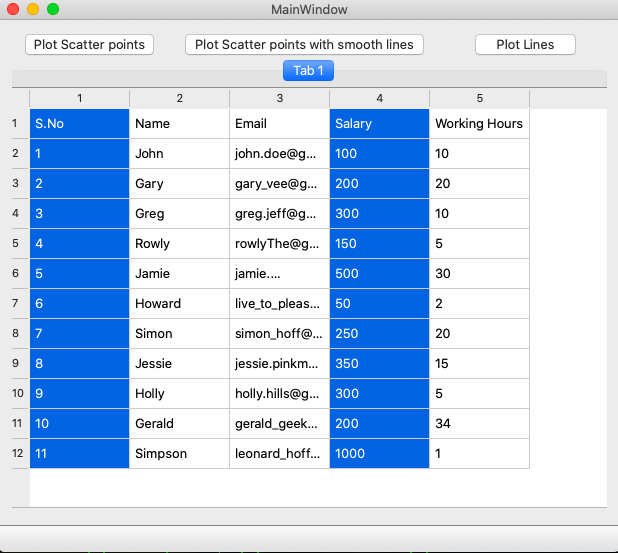 MainWindow
Plot Scatter points Plot Scatter points with smooth lines Plot Lines
Tab 1
1 2 3 4 5
1 S.No Name Email Salary Working Hours
2 1 John john.doe@g... 100 10
3 2 Gary gary_vee@g... 200 20
4 3 Greg greg.jeff@g... 300 10
5 4 Rowly rowlyThe@g... 150 5
6 5 Jamie jamie.... 500 30
7 6 Howard live_to_pleas... 50 2
8 7 Simon simon_hoff@... 250 20
9 8 Jessie jessie.pinkm... 350 15
10 9 Holly holly.hills@g... 300 5
11 10 Gerald gerald_geek... 200 34
12 11 Simpson leonard_hoff... 1000 1